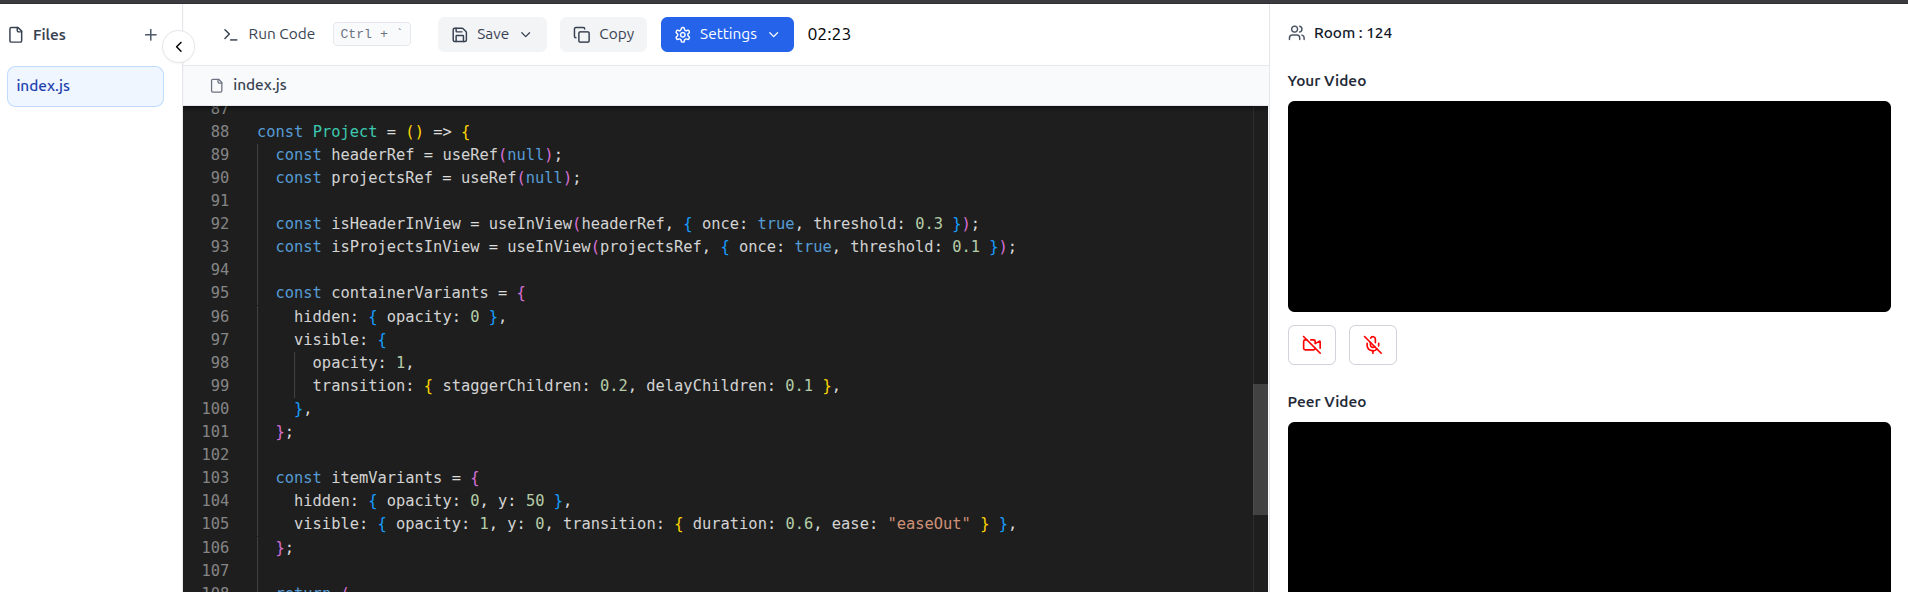 Files
index.js
Run Code Ctrl + ` Save Copy Settings 02:23
index.js
87
88 const Project = () => {
89 const headerRef = useRef(null);
90 const projectsRef = useRef(null);
91
92 const isHeaderInView = useInView(headerRef, { once: true, threshold: 0.3 });
93 const isProjectsInView = useInView(projectsRef, { once: true, threshold: 0.1 });
94
95 const containerVariants = {
96 hidden: { opacity: 0 },
97 visible: {
98 opacity: 1,
99 transition: { staggerChildren: 0.2, delayChildren: 0.1 },
100 },
101 };
102
103 const itemVariants = {
104 hidden: { opacity: 0, y: 50 },
105 visible: { opacity: 1, y: 0, transition: { duration: 0.6, ease: "easeOut" } },
106 };
107
108 return (
Room : 124
Your Video
Peer Video